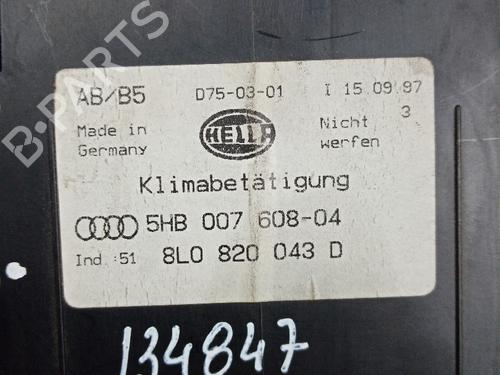 AB/B5 D75-03-01 I 15.09.97
Made in Germany HELLA Nicht werfen 3
Klimabetätigung
5HB 007 608-04
Ind.:51 8L0 820 043 D
134847
B-PARTS